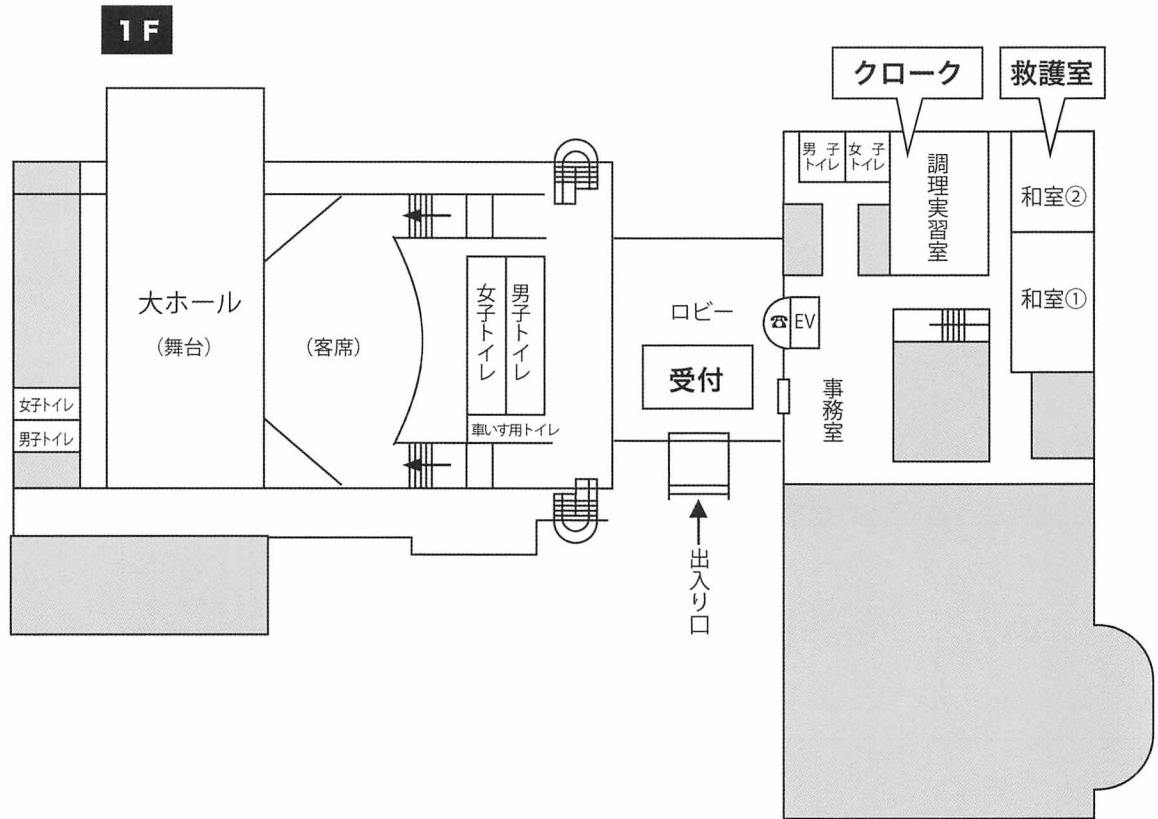 1F
クローク
救護室
男子
トイレ
女子
トイレ
調理実習室
和室②
和室①
大ホール
(舞台)
(客席)
女子トイレ
男子トイレ
車いす用トイレ
ロビー
☎
EV
受付
事務室
女子トイレ
男子トイレ
出入り口